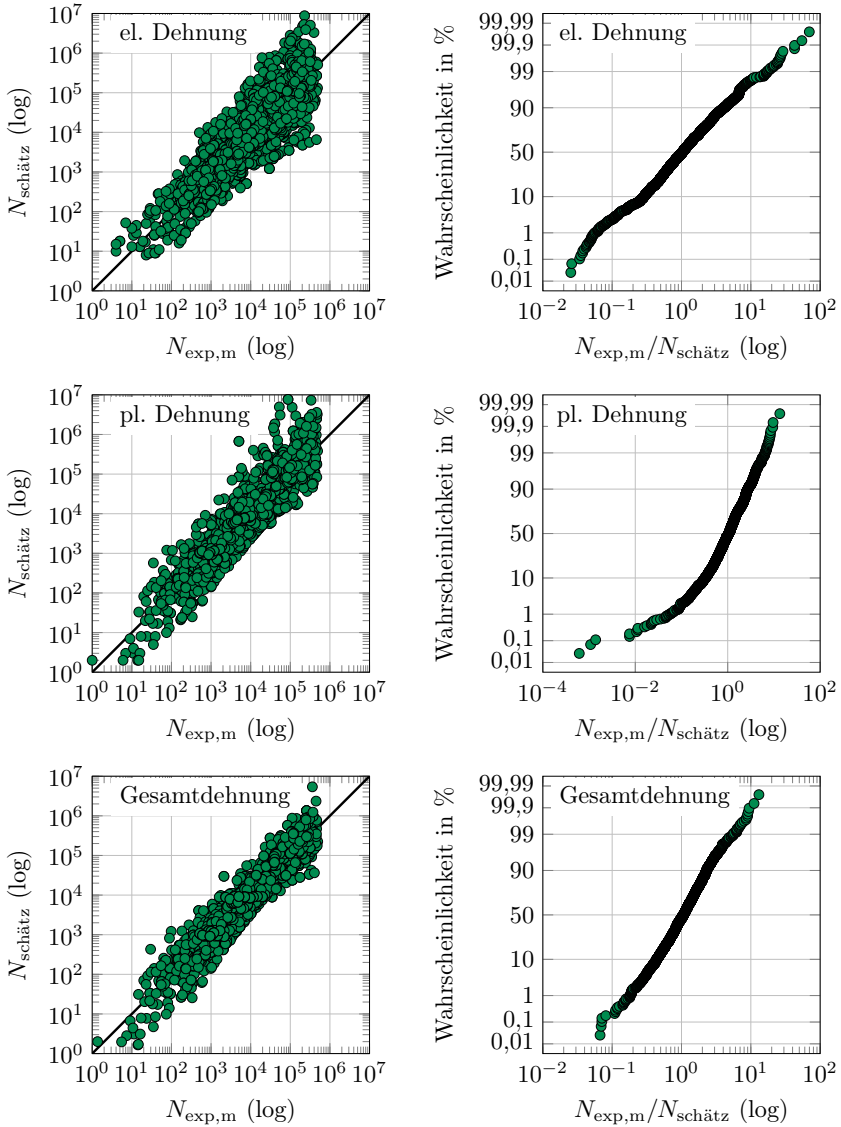 el. Dehnung
10^7
10^6
10^5
10^4
10^3
10^2
10^1
10^0
N_schätz (log)
10^0 10^1 10^2 10^3 10^4 10^5 10^6 10^7
N_exp,m (log)
el. Dehnung
99,99
99,9
99
90
50
10
1
0,1
0,01
Wahrscheinlichkeit in %
10^−2 10^−1 10^0 10^1 10^2
N_exp,m/N_schätz (log)
pl. Dehnung
10^7
10^6
10^5
10^4
10^3
10^2
10^1
10^0
N_schätz (log)
10^0 10^1 10^2 10^3 10^4 10^5 10^6 10^7
N_exp,m (log)
pl. Dehnung
99,99
99,9
99
90
50
10
1
0,1
0,01
Wahrscheinlichkeit in %
10^−4 10^−2 10^0 10^2
N_exp,m/N_schätz (log)
Gesamtdehnung
10^7
10^6
10^5
10^4
10^3
10^2
10^1
10^0
N_schätz (log)
10^0 10^1 10^2 10^3 10^4 10^5 10^6 10^7
N_exp,m (log)
Gesamtdehnung
99,99
99,9
99
90
50
10
1
0,1
0,01
Wahrscheinlichkeit in %
10^−2 10^−1 10^0 10^1 10^2
N_exp,m/N_schätz (log)